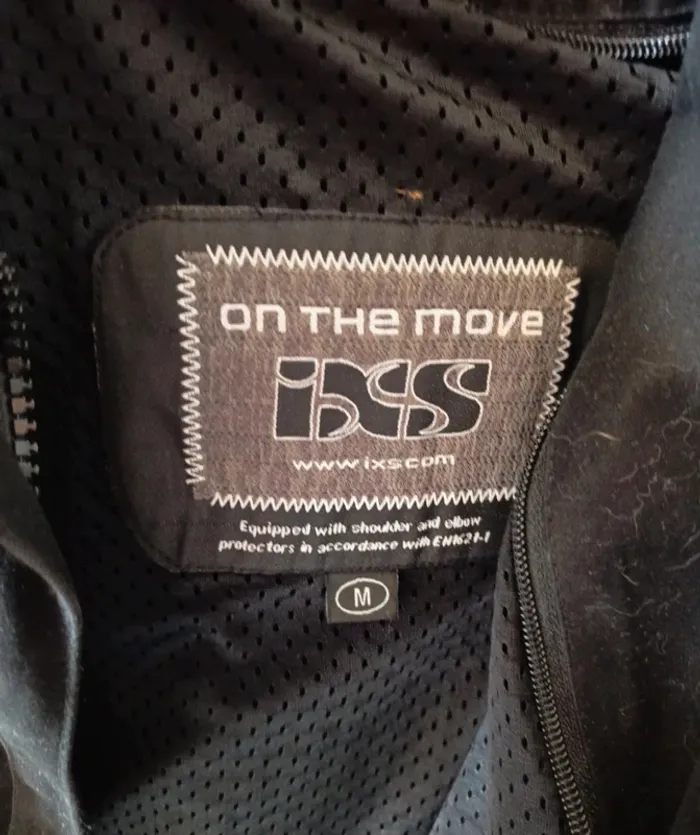 on THe move
iXS
www.ixs.com
Equipped with shoulder and elbow
protectors in accordance with EN1621-1
M